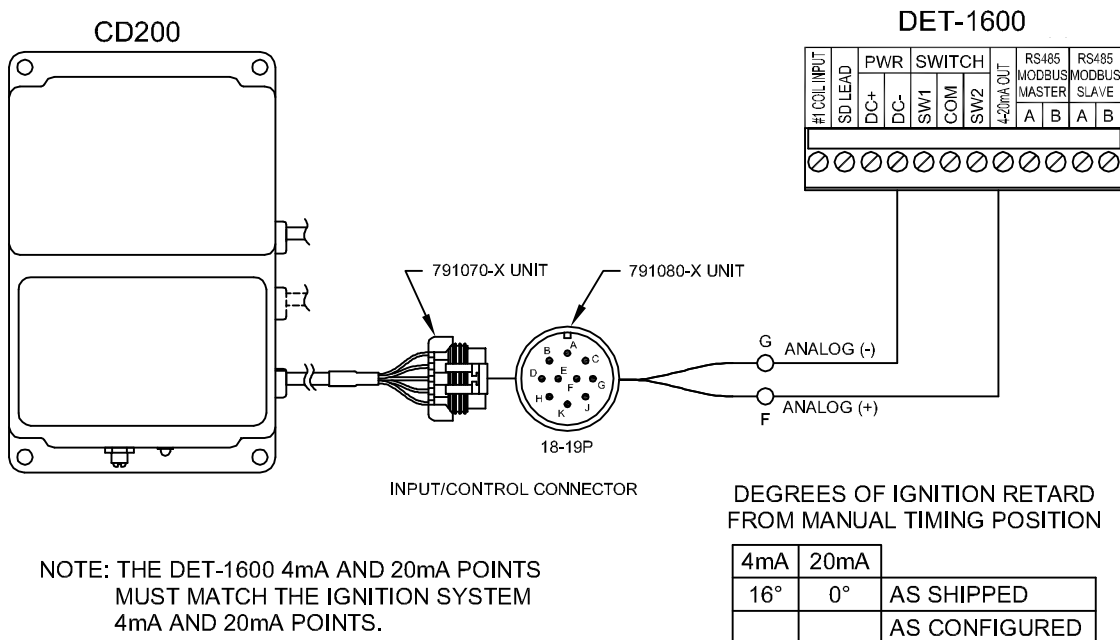 CD200
DET-1600
#1 COIL INPUT
SD LEAD
PWR
DC+
DC-
SWITCH
SW1
COM
SW2
4-20mA OUT
RS485
MODBUS
MASTER
A B
RS485
MODBUS
SLAVE
A B
791070-X UNIT
791080-X UNIT
A
B
C
D
E
F
G
H
J
K
18-19P
G
ANALOG (-)
ANALOG (+)
F
INPUT/CONTROL CONNECTOR
DEGREES OF IGNITION RETARD
FROM MANUAL TIMING POSITION
4mA 20mA
16° 0° AS SHIPPED
AS CONFIGURED
NOTE: THE DET-1600 4mA AND 20mA POINTS
MUST MATCH THE IGNITION SYSTEM
4mA AND 20mA POINTS.